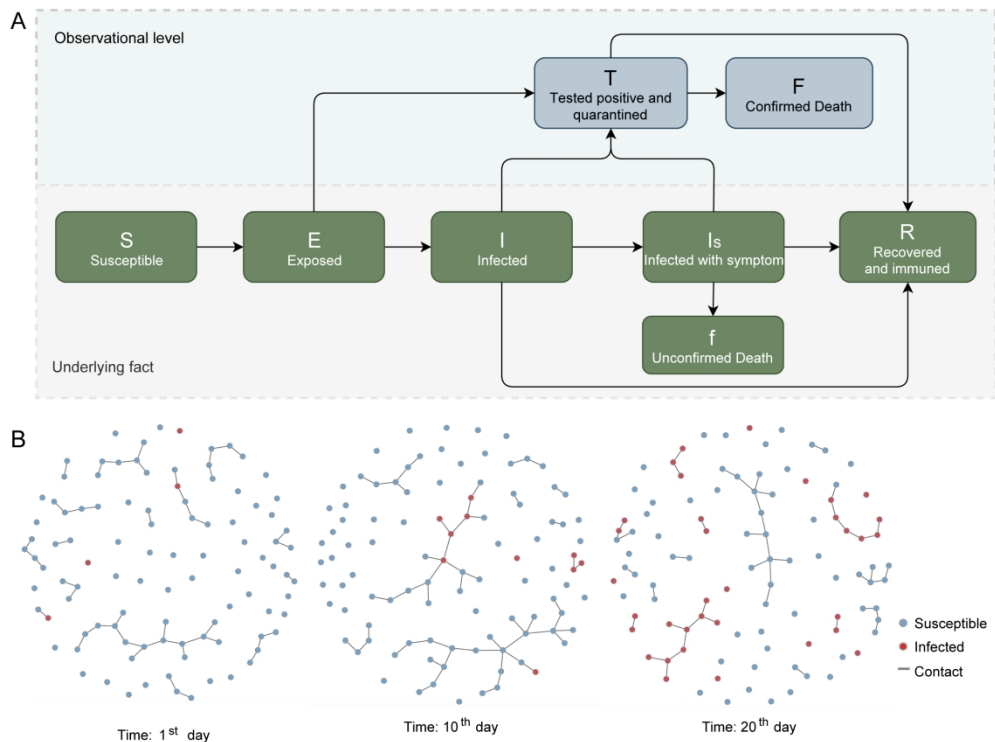 A
Observational level
T
Tested positive and
quarantined
F
Confirmed Death
S
Susceptible
E
Exposed
I
Infected
Is
Infected with symptom
R
Recovered
and immuned
f
Unconfirmed Death
Underlying fact
B
Susceptible
Infected
Contact
Time: 1st day
Time: 10th day
Time: 20th day